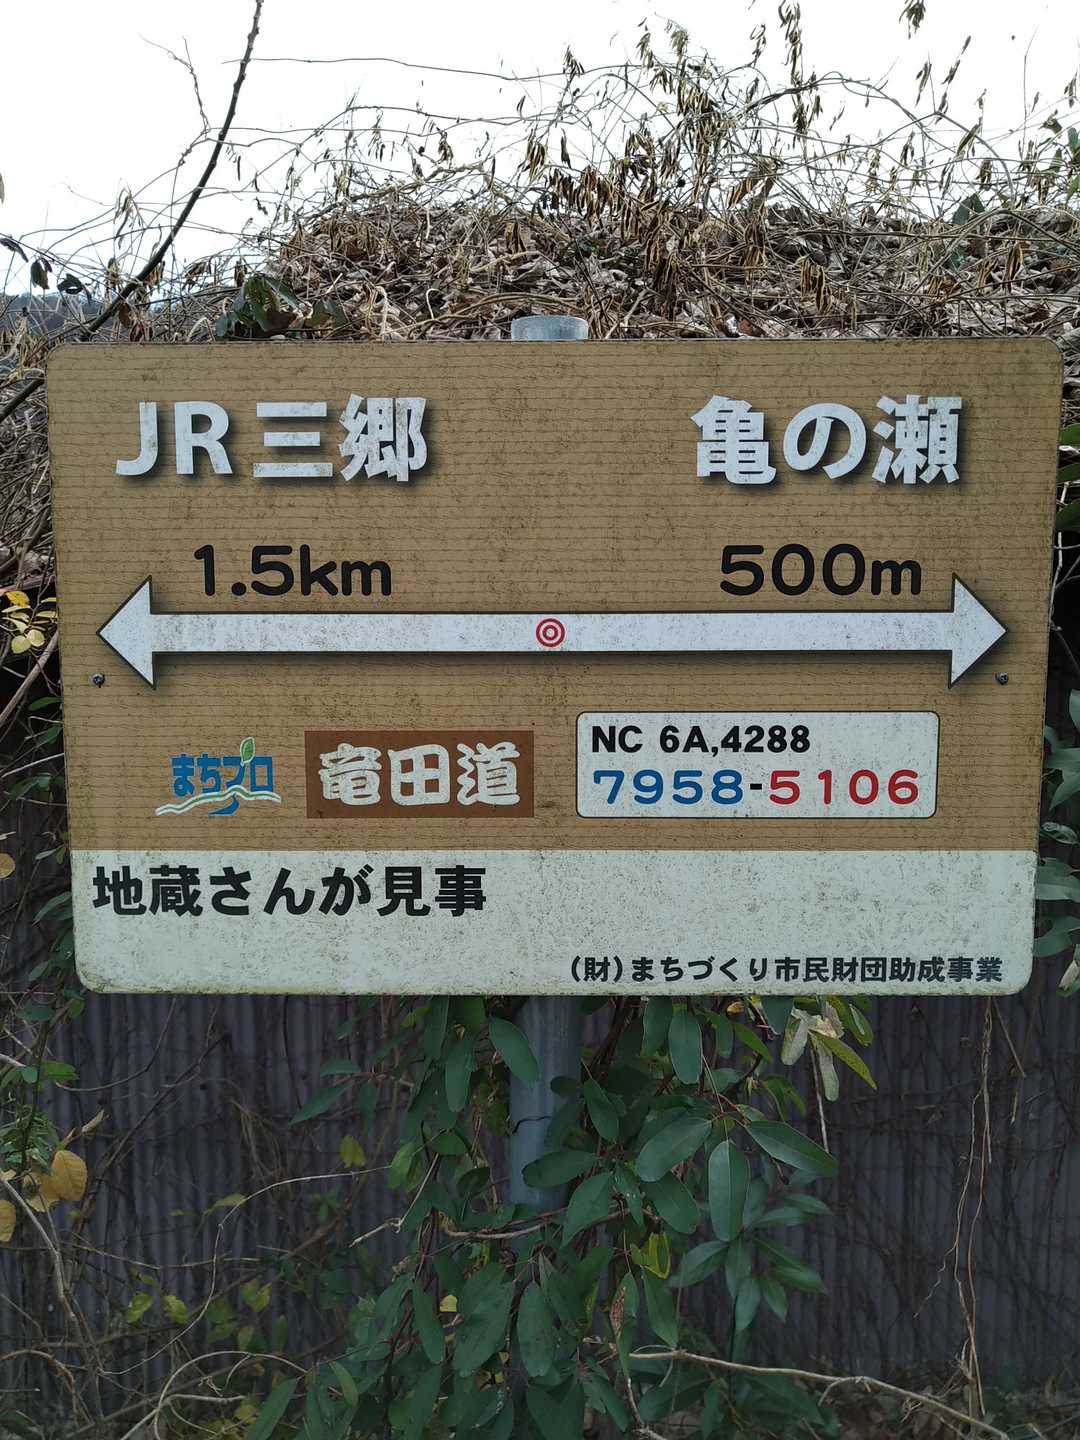 JR三郷 亀の瀬
1.5km 500m
まちプロ 竜田道
NC 6A,4288
7958-5106
地蔵さんが見事
(財)まちづくり市民財団助成事業